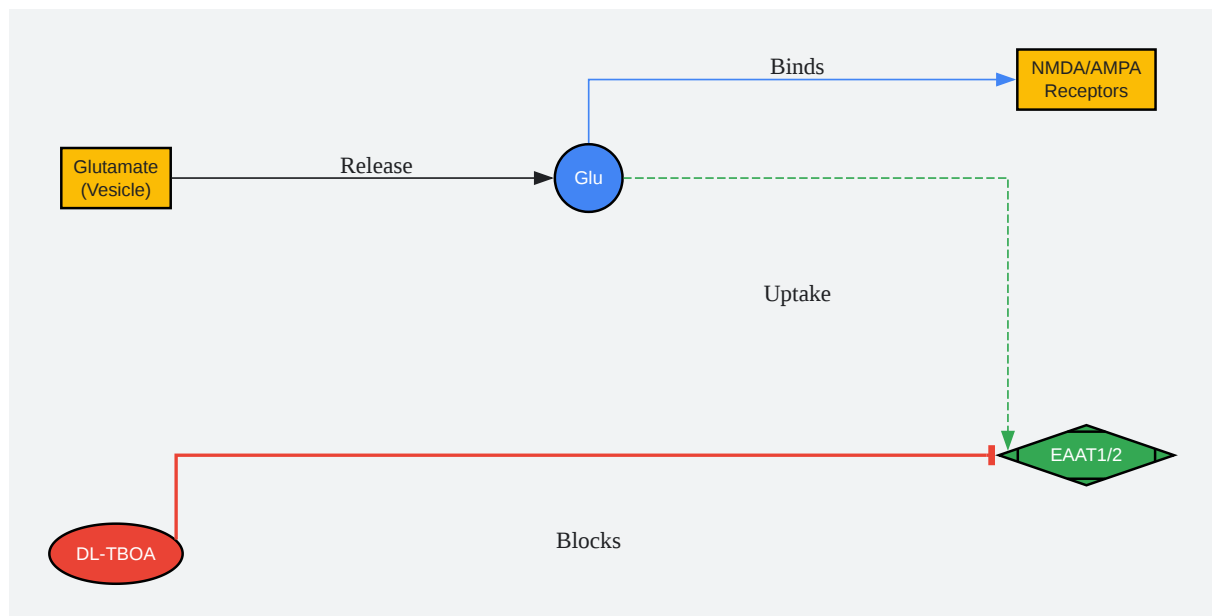 Binds
NMDA/AMPA
Receptors
Glutamate
(Vesicle)
Release
Glu
Uptake
EAAT1/2
DL-TBOA
Blocks